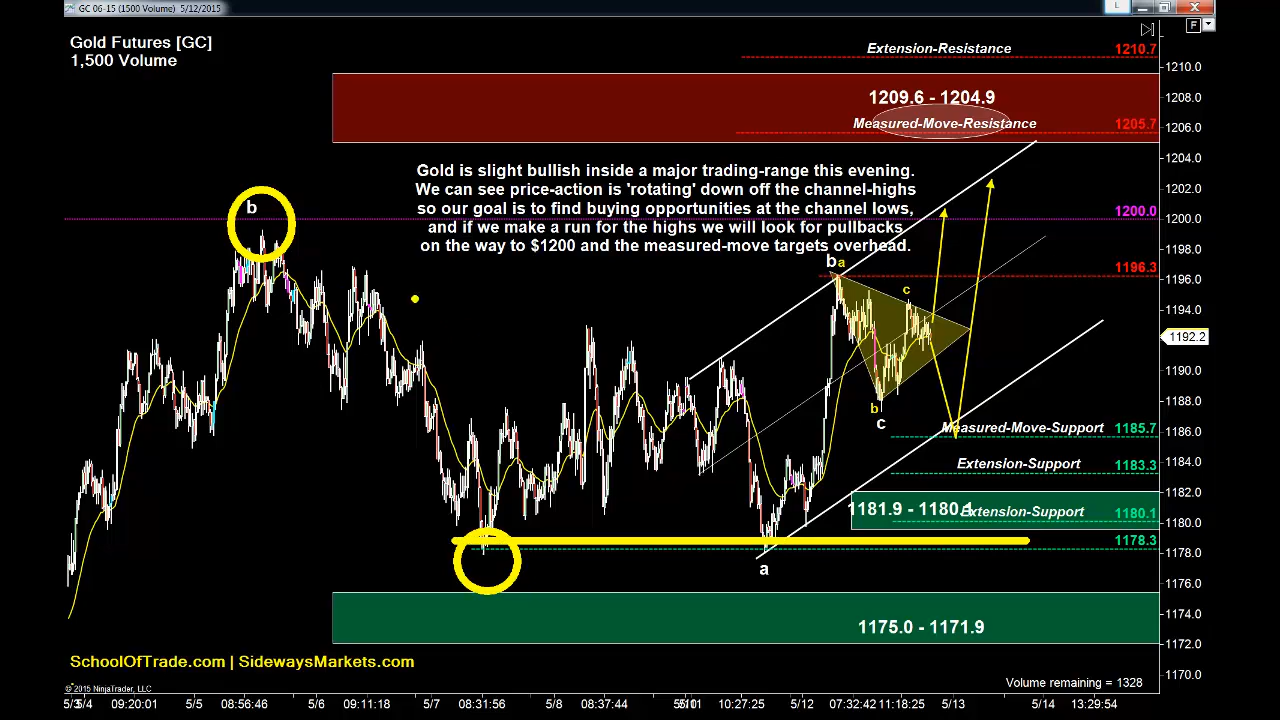 GC 06-15 (1500 Volume) 5/12/2015
L
F
Gold Futures [GC]
1,500 Volume
Extension-Resistance 1210.7
1209.6 - 1204.9
Measured-Move-Resistance 1205.7
Gold is slight bullish inside a major trading-range this evening.
We can see price-action is 'rotating' down off the channel-highs
so our goal is to find buying opportunities at the channel lows,
and if we make a run for the highs we will look for pullbacks
on the way to $1200 and the measured-move targets overhead.
b
1200.0
b a
1196.3
c
1192.2
b
c
Measured-Move-Support 1185.7
Extension-Support 1183.3
1181.9 - 1180.1
Extension-Support 1180.1
1178.3
a
1175.0 - 1171.9
1210.0
1208.0
1206.0
1204.0
1202.0
1200.0
1198.0
1196.0
1194.0
1190.0
1188.0
1186.0
1184.0
1182.0
1180.0
1178.0
1176.0
1174.0
1172.0
1170.0
SchoolOfTrade.com | SidewaysMarkets.com
© 2015 NinjaTrader, LLC
Volume remaining = 1328
5/3 5/4 09:20:01 5/5 08:56:46 5/6 09:11:18 5/7 08:31:56 5/8 08:37:44 10:27:25 5/12 07:32:42 11:18:25 5/13 5/14 13:29:54